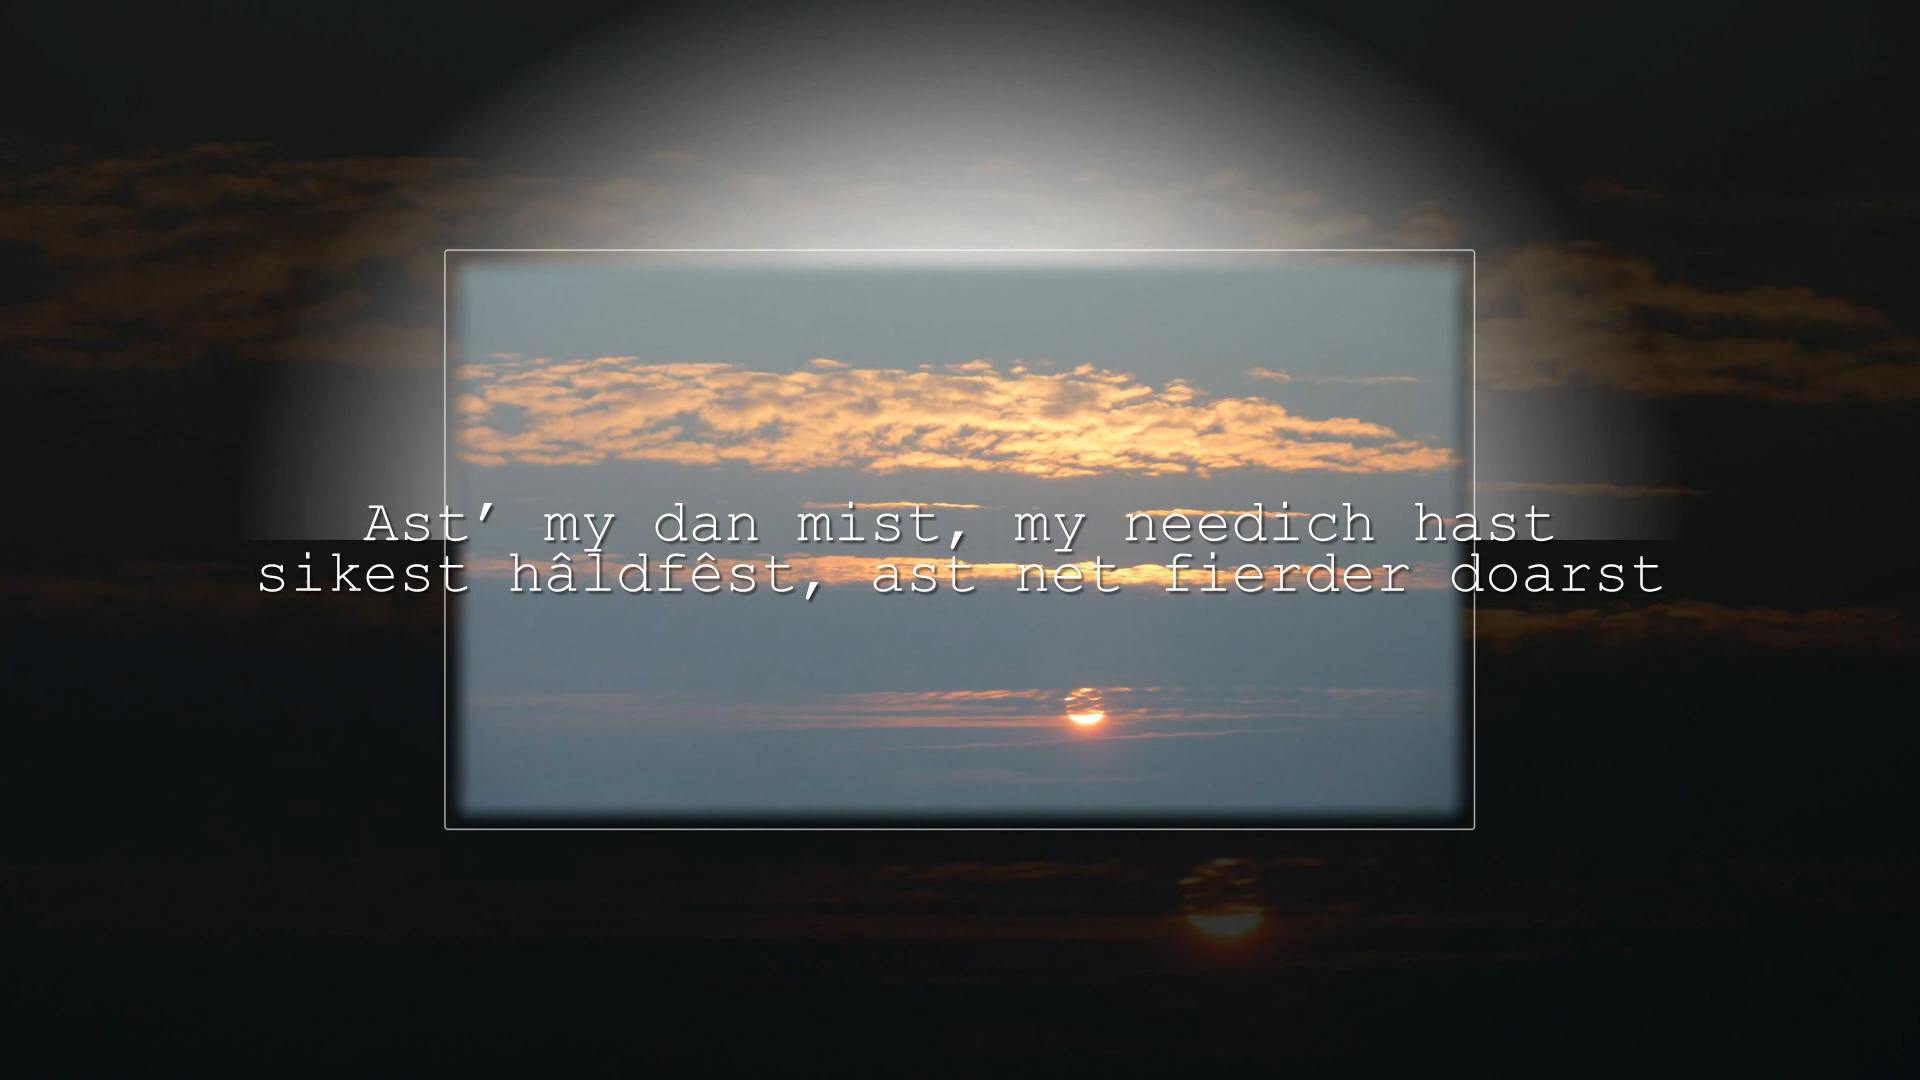 Ast’ my dan mist, my needich hast
sikest hâldfêst, ast net fierder doarst